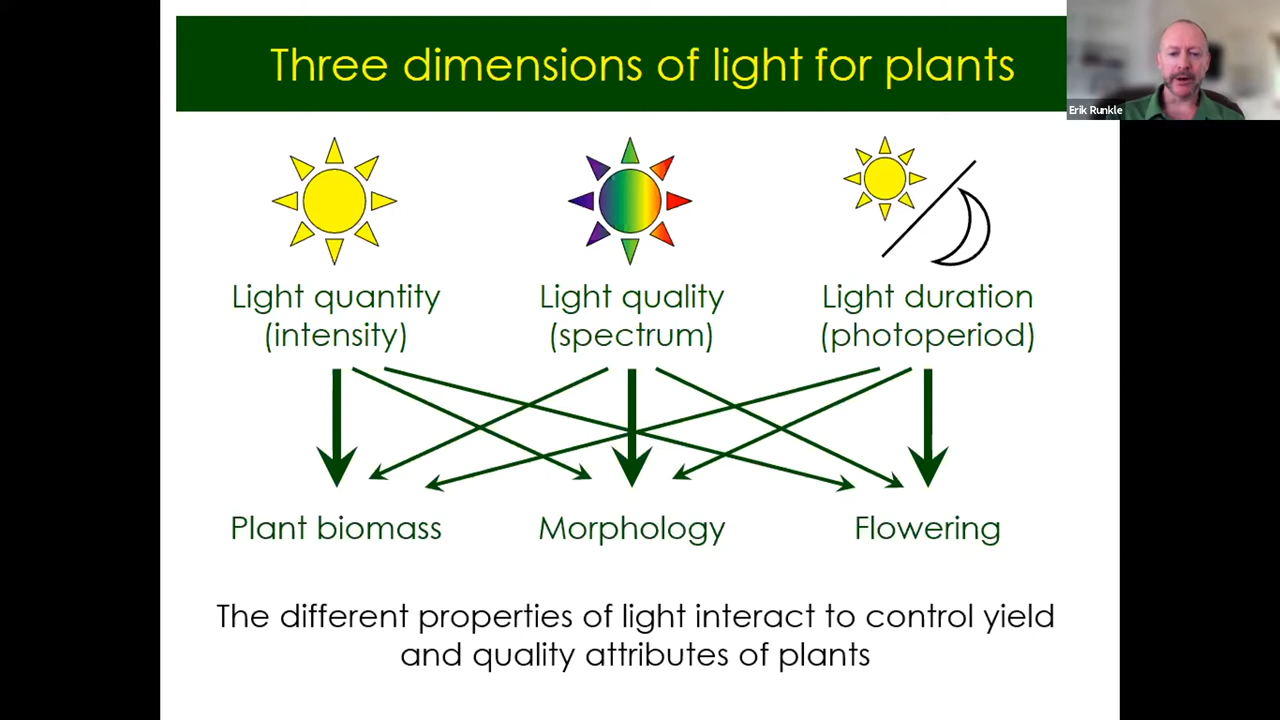 Three dimensions of light for plants
Erik Runkle
Light quantity
(intensity)
Light quality
(spectrum)
Light duration
(photoperiod)
Plant biomass
Morphology
Flowering
The different properties of light interact to control yield
and quality attributes of plants